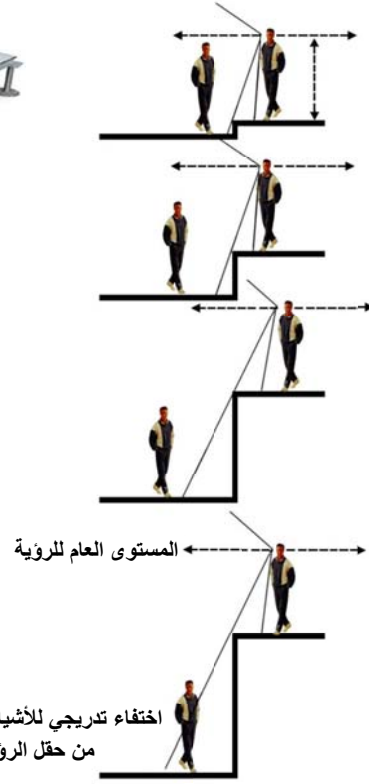 المستوى العام للرؤية
اختفاء تدريجي
من حقل